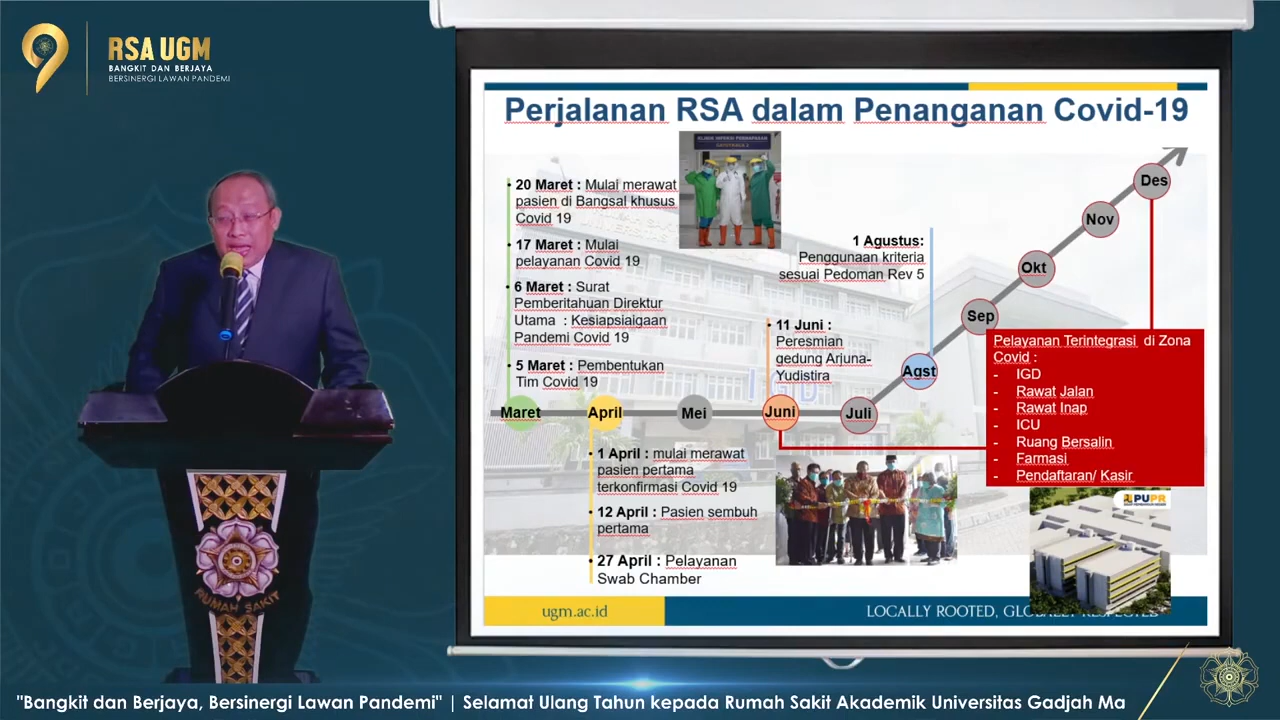 RSA UGM
BANGKIT DAN BERJAYA
BERSINERGI LAWAN PANDEMI
Perjalanan RSA dalam Penanganan Covid-19
• 20 Maret : Mulai merawat
pasien di Bangsal khusus
Covid 19
• 17 Maret : Mulai
pelayanan Covid 19
• 6 Maret : Surat
Pemberitahuan Direktur
Utama : Kesiapsiaigaan
Pandemi Covid 19
• 5 Maret : Pembentukan
Tim Covid 19
1 Agustus:
Penggunaan kriteria
sesuai Pedoman Rev 5
• 11 Juni :
Peresmian
gedung Arjuna-
Yudistira
Maret
April
Mei
Juni
Juli
Agst
Sep
Okt
Nov
Des
• 1 April : mulai merawat
pasien pertama
terkonfirmasi Covid 19
• 12 April : Pasien sembuh
pertama
• 27 April : Pelayanan
Swab Chamber
Pelayanan Terintegrasi di Zona
Covid :
- IGD
- Rawat Jalan
- Rawat Inap
- ICU
- Ruang Bersalin
- Farmasi
- Pendaftaran/ Kasir
PUPR
ugm.ac.id
LOCALLY ROOTED, GLOBALLY RESPECTED
RUMAH SAKIT
"Bangkit dan Berjaya, Bersinergi Lawan Pandemi" | Selamat Ulang Tahun kepada Rumah Sakit Akademik Universitas Gadjah Ma